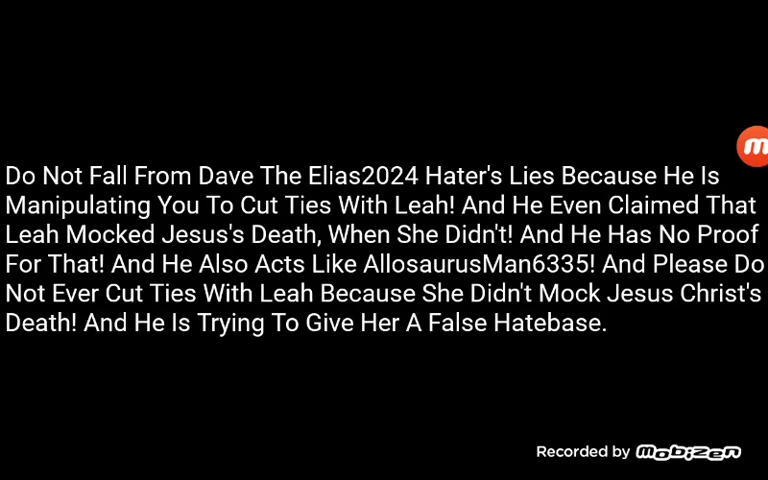 Do Not Fall From Dave The Elias2024 Hater's Lies Because He Is
Manipulating You To Cut Ties With Leah! And He Even Claimed That
Leah Mocked Jesus's Death, When She Didn't! And He Has No Proof
For That! And He Also Acts Like AllosaurusMan6335! And Please Do
Not Ever Cut Ties With Leah Because She Didn't Mock Jesus Christ's
Death! And He Is Trying To Give Her A False Hatebase.
Recorded by mobizen